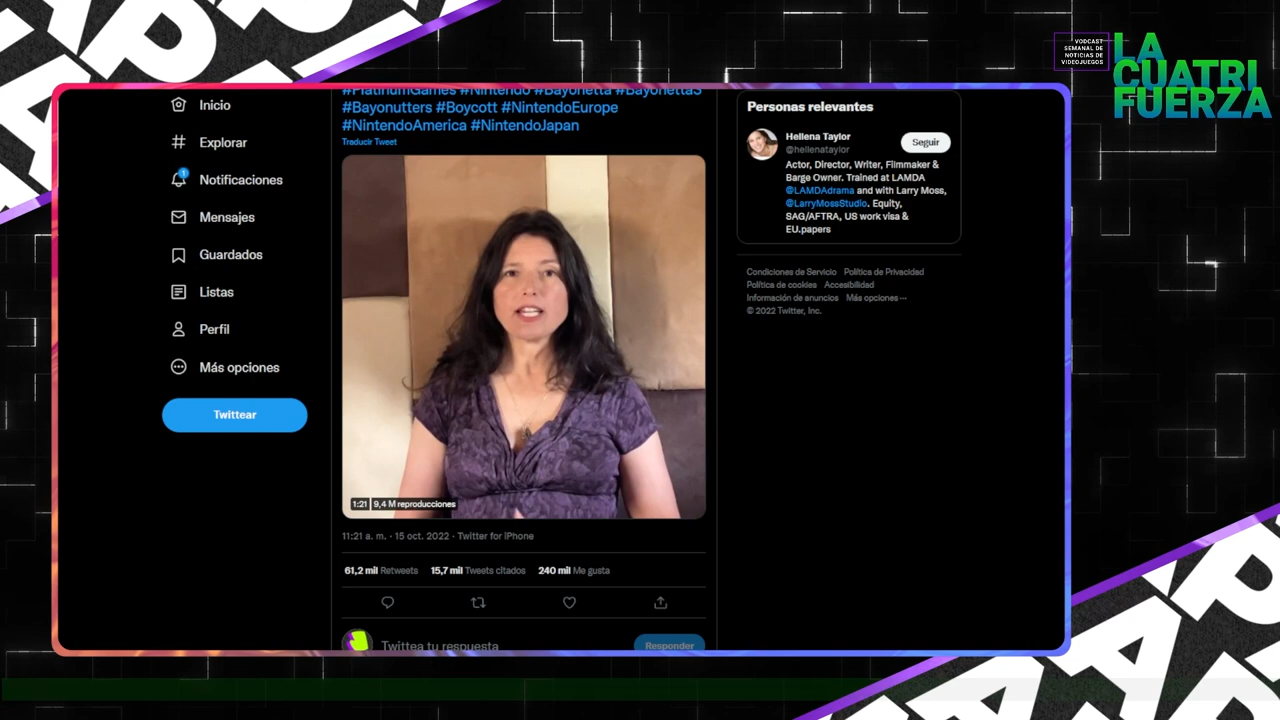 VODCAST
SEMANAL DE
NOTICIAS DE
VIDEOJUEGOS
LA
CUATRI
FUERZA
Inicio
Explorar
1
Notificaciones
Mensajes
Guardados
Listas
Perfil
Más opciones
Twittear
#PlatinumGames #Nintendo #Bayonetta #Bayonetta3
#Bayonutters #Boycott #NintendoEurope
#NintendoAmerica #NintendoJapan
Traducir Tweet
1:21 9,4 M reproducciones
11:21 a. m. · 15 oct. 2022 · Twitter for iPhone
61,2 mil Retweets 15,7 mil Tweets citados 240 mil Me gusta
Twittea tu respuesta
Responder
Personas relevantes
Hellena Taylor
@hellenataylor
Seguir
Actor, Director, Writer, Filmmaker &
Barge Owner. Trained at LAMDA
@LAMDAdrama and with Larry Moss,
@LarryMossStudio. Equity,
SAG/AFTRA, US work visa &
EU.papers
Condiciones de Servicio Política de Privacidad
Política de cookies Accesibilidad
Información de anuncios Más opciones ···
© 2022 Twitter, Inc.